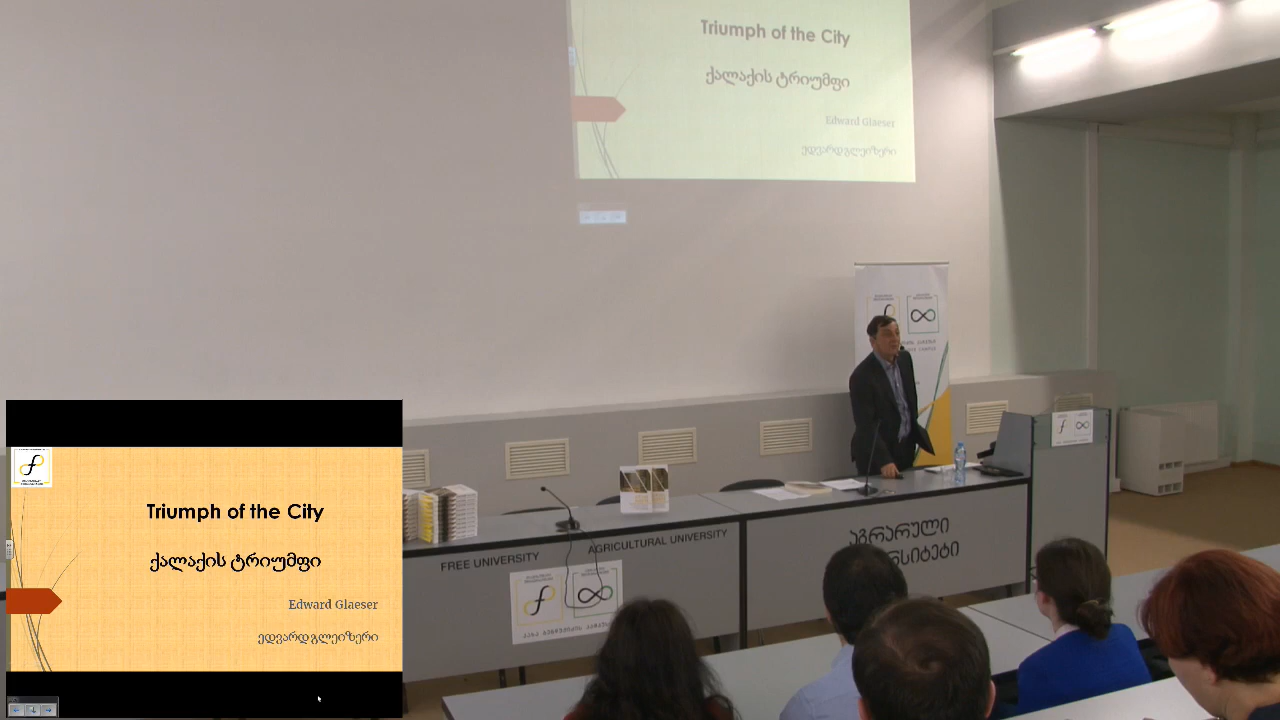 Triumph of the City
ქალაქის ტრიუმფი
Edward Glaeser
ედვარდ გლეიზერი
Triumph of the City
ქალაქის ტრიუმფი
Edward Glaeser
ედვარდ გლეიზერი
FREE UNIVERSITY
AGRICULTURAL UNIVERSITY
აგრარული